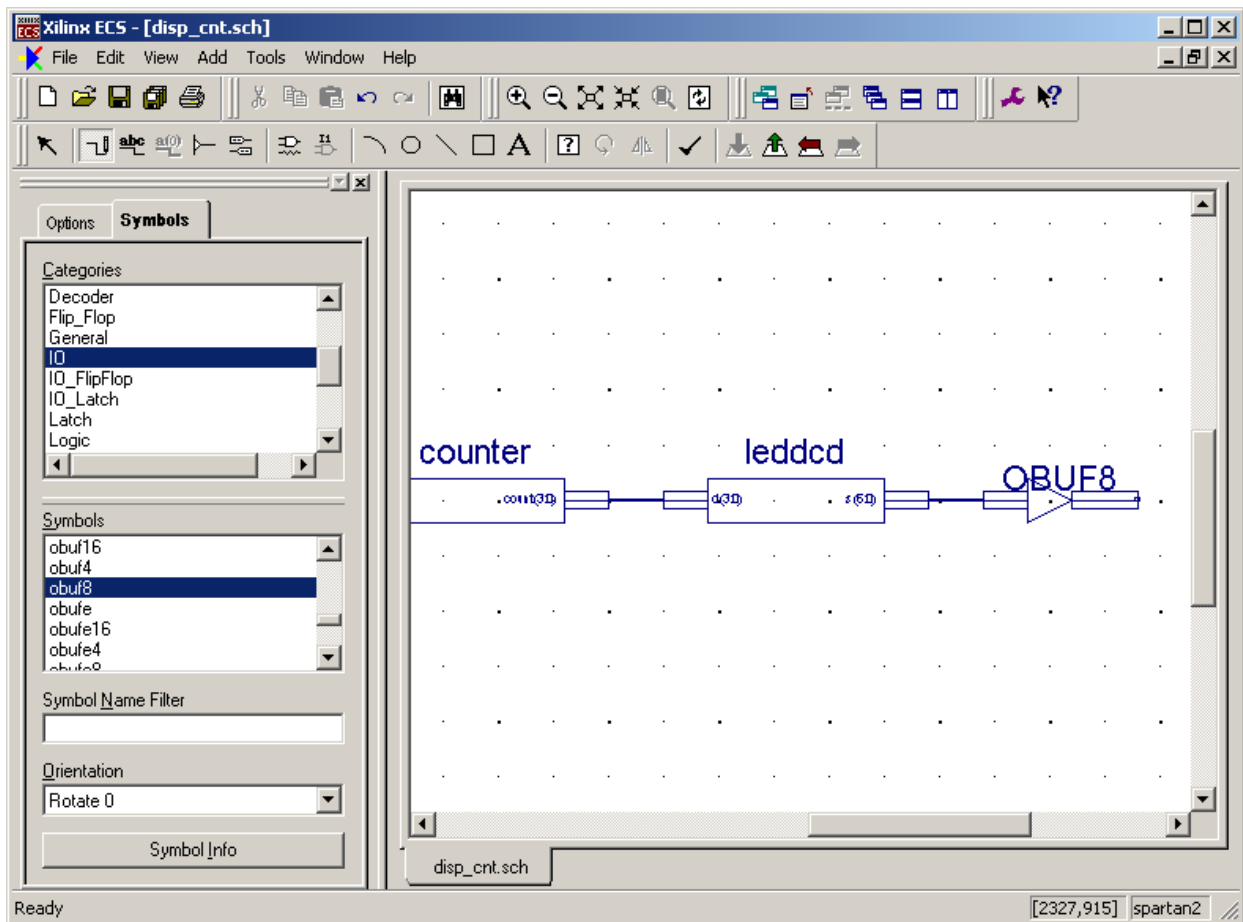 Xilinx ECS - [disp_cnt.sch]
File Edit View Add Tools Window Help
Options Symbols
Categories
Decoder
Flip_Flop
General
IO
IO_FlipFlop
IO_Latch
Latch
Logic
Symbols
obuf16
obuf4
obuf8
obufe
obufe16
obufe4
obufe8
Symbol Name Filter
Orientation
Rotate 0
Symbol Info
counter leddcd OBUF8
count(3:0) d(3:0) s(6:0)
disp_cnt.sch
Ready [2327,915] spartan2